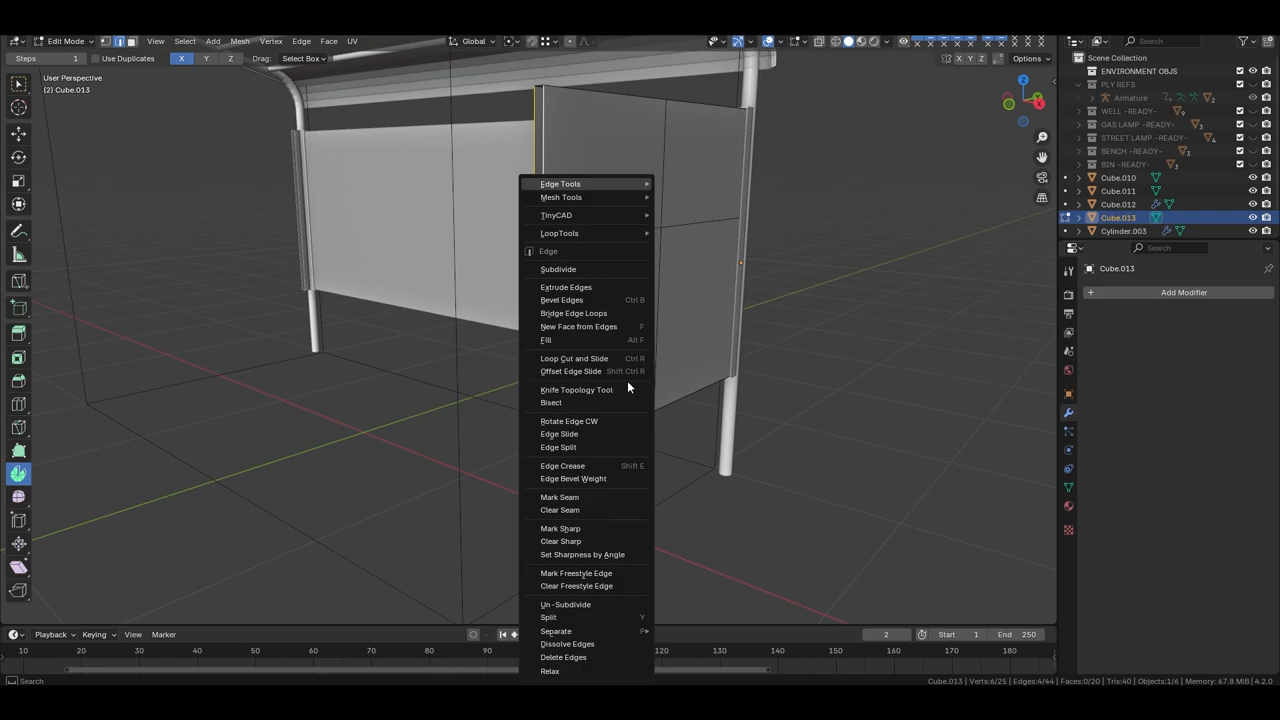 Edit Mode
View
Select
Add
Mesh
Vertex
Edge
Face
UV
Global
Search
Steps
1
Use Duplicates
X
Y
Z
Drag:
Select Box
X
Y
Z
Options
User Perspective
(2) Cube.013
Scene Collection
ENVIRONMENT OBJS
PLY REFS
Armature
2
WELL -READY-
9
GAS LAMP -READY-
3
STREET LAMP -READY-
4
BENCH -READY-
3
BIN -READY-
3
Cube.010
Cube.011
Cube.012
Cube.013
Cylinder.003
Search
Cube.013
Add Modifier
Z
Y
X
Edge Tools
Mesh Tools
TinyCAD
LoopTools
Edge
Subdivide
Extrude Edges
Bevel Edges Ctrl B
Bridge Edge Loops
New Face from Edges F
Fill Alt F
Loop Cut and Slide Ctrl R
Offset Edge Slide Shift Ctrl R
Knife Topology Tool
Bisect
Rotate Edge CW
Edge Slide
Edge Split
Edge Crease Shift E
Edge Bevel Weight
Mark Seam
Clear Seam
Mark Sharp
Clear Sharp
Set Sharpness by Angle
Mark Freestyle Edge
Clear Freestyle Edge
Un-Subdivide
Split Y
Separate P
Dissolve Edges
Delete Edges
Relax
Playback
Keying
View
Marker
2
Start 1
End 250
10 20 30 40 50 60 70 80 90 120 130 140 150 160 170 180
Search
Cube.013 | Verts:6/25 | Edges:4/44 | Faces:0/20 | Tris:40 | Objects:1/6 | Memory: 67.8 MiB | 4.2.0